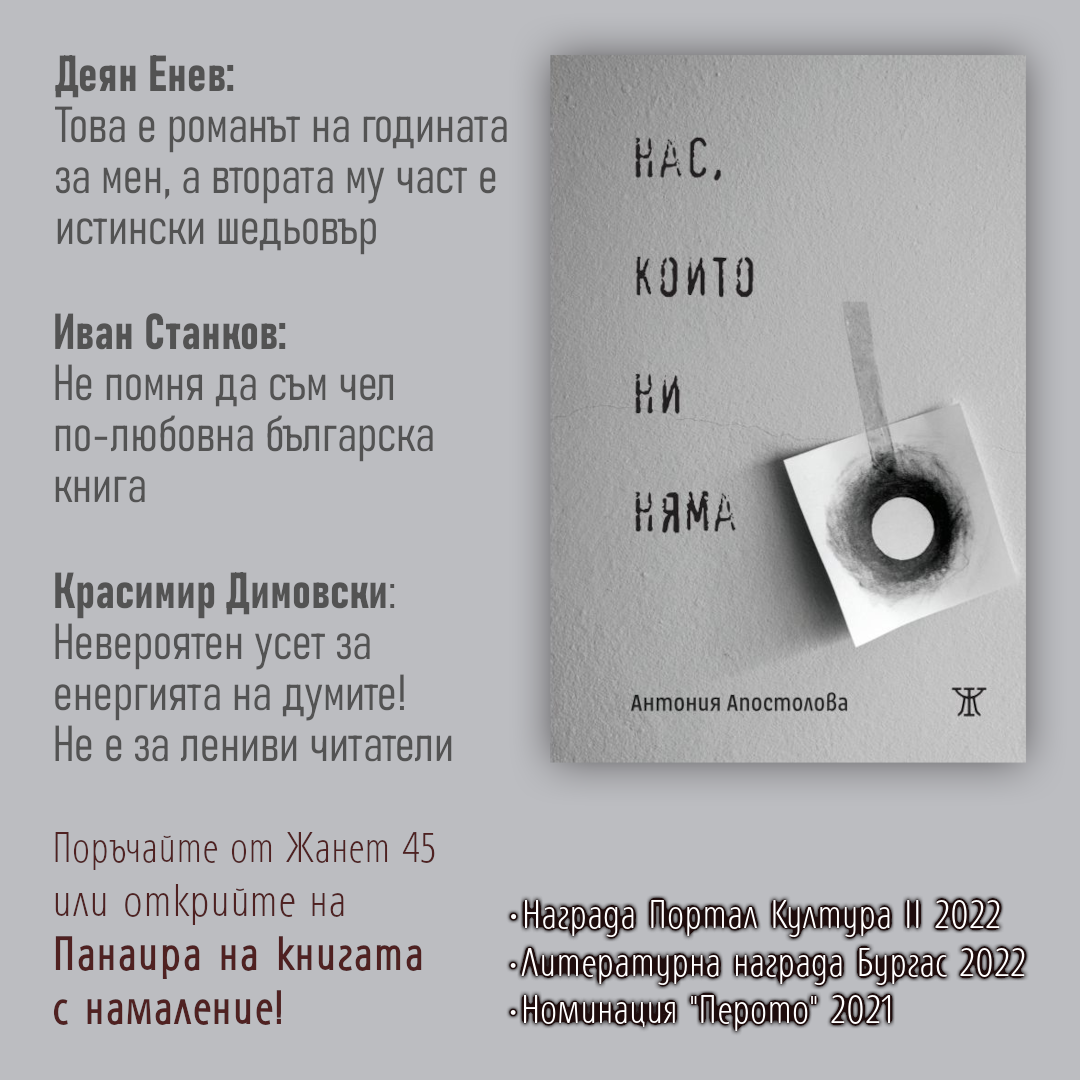 Деян Енев:
Това е романът на годината
за мен, а втората му част е
истински шедьовър
Иван Станков:
Не помня да съм чел
по-любовна българска
книга
Красимир Димовски:
Невероятен усет за
енергията на думите!
Не е за лениви читатели
Поръчайте от Жанет 45
или открийте на
Панаира на книгата
с намаление!
НАС,
КОИТО
НИ
НЯМА
Антония Апостолова
Ж
•Награда Портал Култура II 2022
•Литературна награда Бургас 2022
•Номинация "Перото" 2021